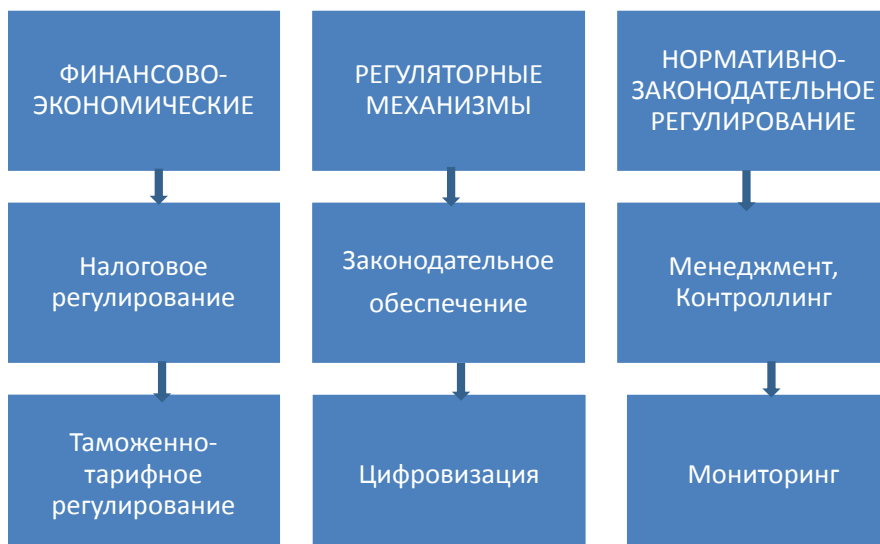 ФИНАНСОВО-
ЭКОНОМИЧЕСКИЕ
РЕГУЛЯТОРНЫЕ
МЕХАНИЗМЫ
НОРМАТИВНО-
ЗАКОНОДАТЕЛЬНОЕ
РЕГУЛИРОВАНИЕ
Налоговое
регулирование
Законодательное
обеспечение
Менеджмент,
Контроллинг
Таможенно-
тарифное
регулирование
Цифровизация
Мониторинг